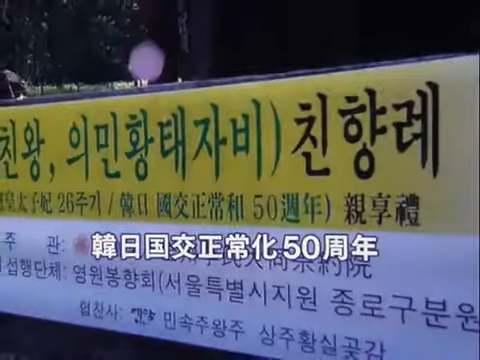 친왕, 의민황태자비) 친향례
皇太子妃 26주기 / 韓日 國交正常和 50週年) 親享禮
주 관:
韓日国交正常化50周年
섭행단체: 영원봉향회(서울특별시지원 종로구분원
협찬사: 민속주왕주 상주황실곶감